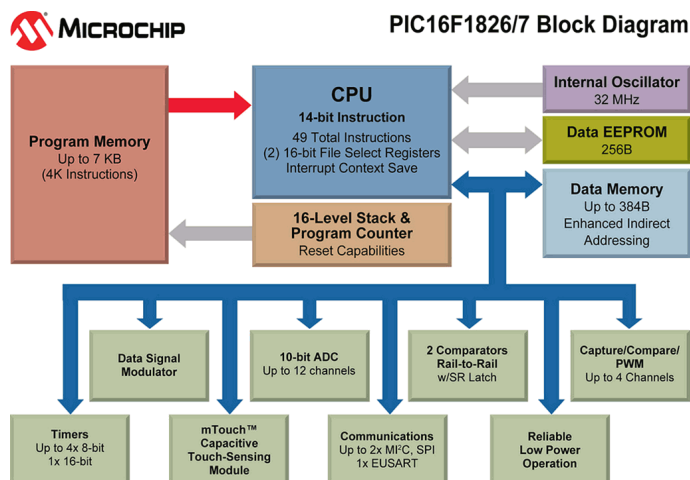 MICROCHIP
PIC16F1826/7 Block Diagram
Program Memory
Up to 7 KB
(4K Instructions)
CPU
14-bit Instruction
49 Total Instructions
(2) 16-bit File Select Registers
Interrupt Context Save
Internal Oscillator
32 MHz
Data EEPROM
256B
Data Memory
Up to 384B
Enhanced Indirect
Addressing
16-Level Stack &
Program Counter
Reset Capabilities
Data Signal
Modulator
10-bit ADC
Up to 12 channels
2 Comparators
Rail-to-Rail
w/SR Latch
Capture/Compare/
PWM
Up to 4 Channels
Timers
Up to 4x 8-bit
1x 16-bit
mTouch™
Capacitive
Touch-Sensing
Module
Communications
Up to 2x MI²C, SPI
1x EUSART
Reliable
Low Power
Operation